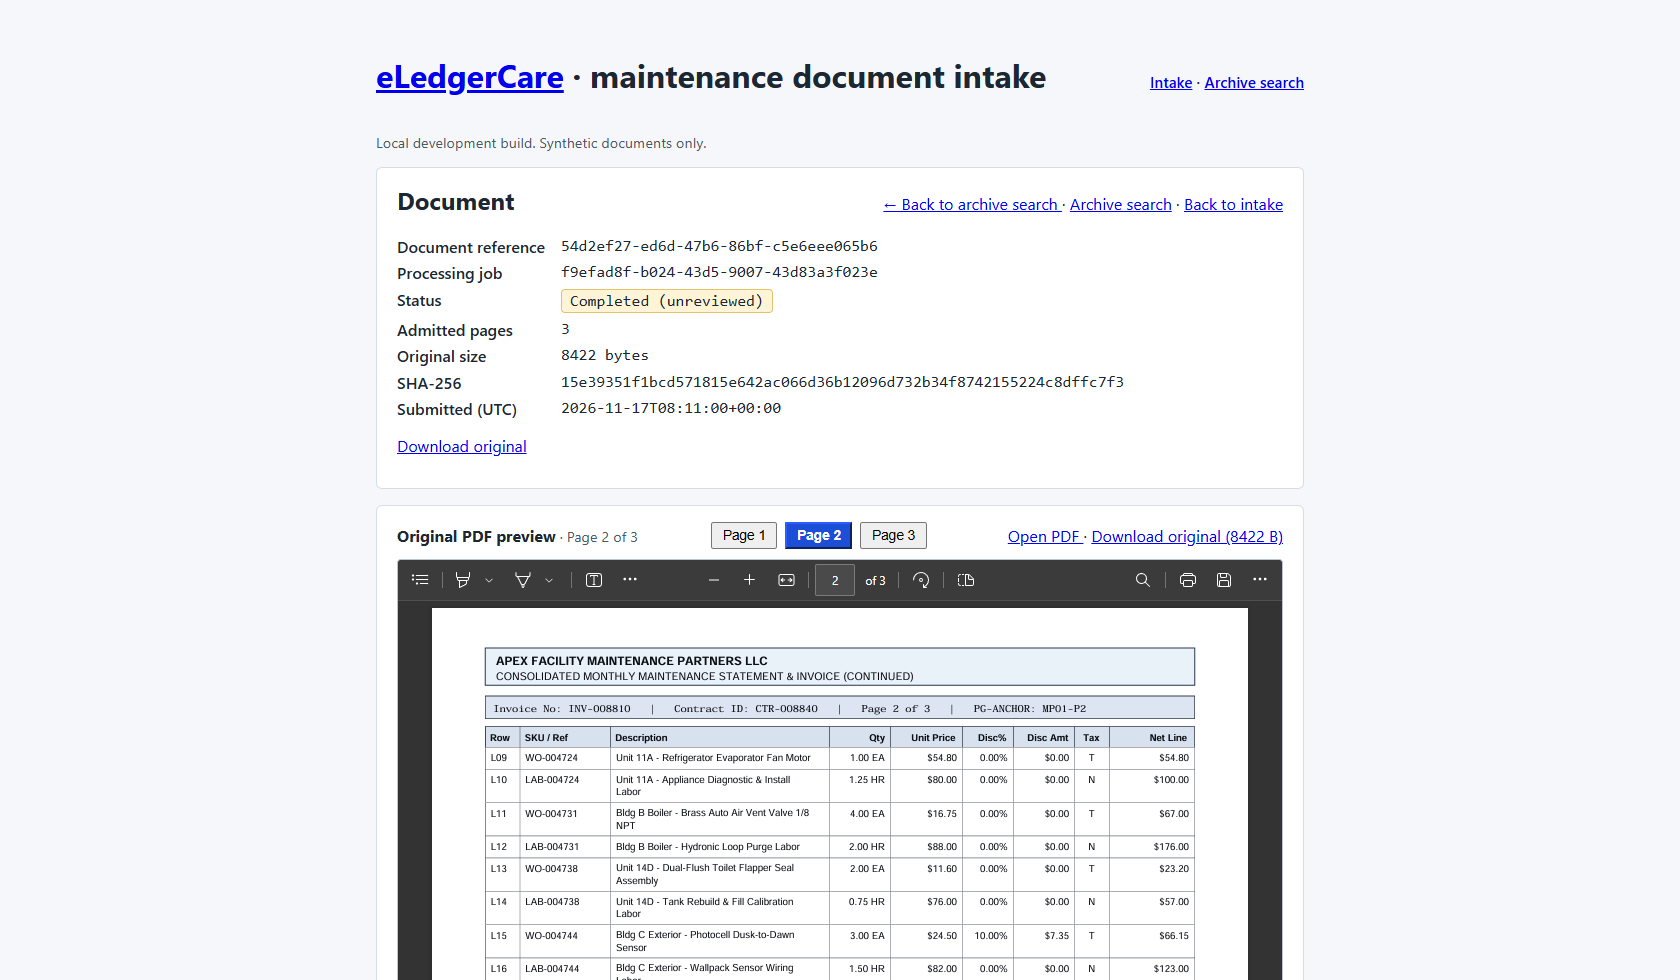 eLedgerCare · maintenance document intake
Intake · Archive search
Local development build. Synthetic documents only.
Document
← Back to archive search · Archive search · Back to intake
Document reference 54d2ef27-ed6d-47b6-86bf-c5e6eee065b6
Processing job f9efad8f-b024-43d5-9007-43d83a3f023e
Status Completed (unreviewed)
Admitted pages 3
Original size 8422 bytes
SHA-256 15e39351f1bcd571815e642ac066d36b12096d732b34f8742155224c8dffc7f3
Submitted (UTC) 2026-11-17T08:11:00+00:00
Download original
Original PDF preview · Page 2 of 3 Page 1 Page 2 Page 3 Open PDF · Download original (8422 B)
2 of 3
APEX FACILITY MAINTENANCE PARTNERS LLC
CONSOLIDATED MONTHLY MAINTENANCE STATEMENT & INVOICE (CONTINUED)
Invoice No: INV-008810 | Contract ID: CTR-008840 | Page 2 of 3 | PG-ANCHOR: MP01-P2
Row SKU / Ref Description Qty Unit Price Disc% Disc Amt Tax Net Line
L09 WO-004724 Unit 11A - Refrigerator Evaporator Fan Motor 1.00 EA $54.80 0.00% $0.00 T $54.80
L10 LAB-004724 Unit 11A - Appliance Diagnostic & Install 1.25 HR $80.00 0.00% $0.00 N $100.00
Labor
L11 WO-004731 Bldg B Boiler - Brass Auto Air Vent Valve 1/8 4.00 EA $16.75 0.00% $0.00 T $67.00
NPT
L12 LAB-004731 Bldg B Boiler - Hydronic Loop Purge Labor 2.00 HR $88.00 0.00% $0.00 N $176.00
L13 WO-004738 Unit 14D - Dual-Flush Toilet Flapper Seal 2.00 EA $11.60 0.00% $0.00 T $23.20
Assembly
L14 LAB-004738 Unit 14D - Tank Rebuild & Fill Calibration 0.75 HR $76.00 0.00% $0.00 N $57.00
Labor
L15 WO-004744 Bldg C Exterior - Photocell Dusk-to-Dawn 3.00 EA $24.50 10.00% $7.35 T $66.15
Sensor
L16 LAB-004744 Bldg C Exterior - Wallpack Sensor Wiring 1.50 HR $82.00 0.00% $0.00 N $123.00